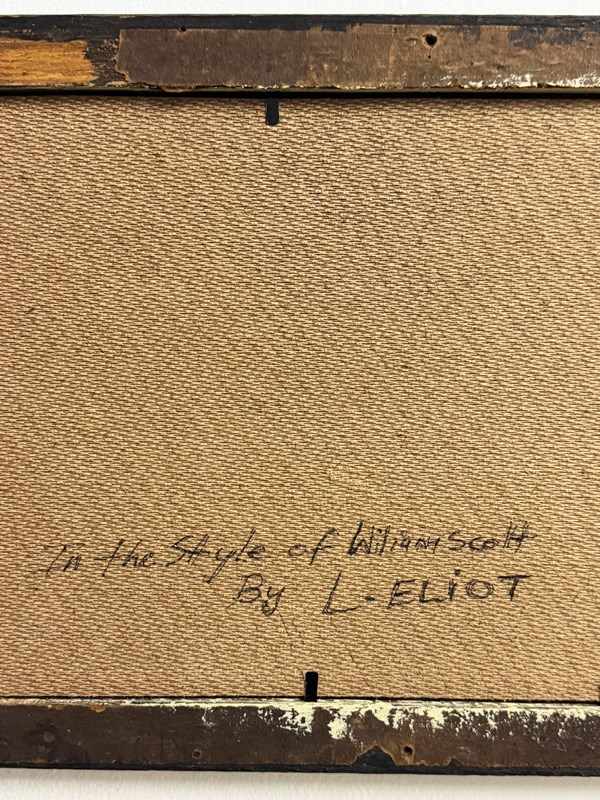 In the Style of William Scott
By L. ELiOT